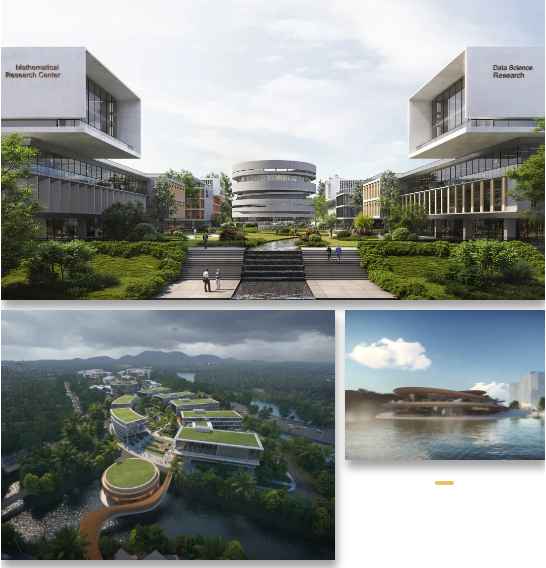 Mathematical
Research Center
Data Science
Research